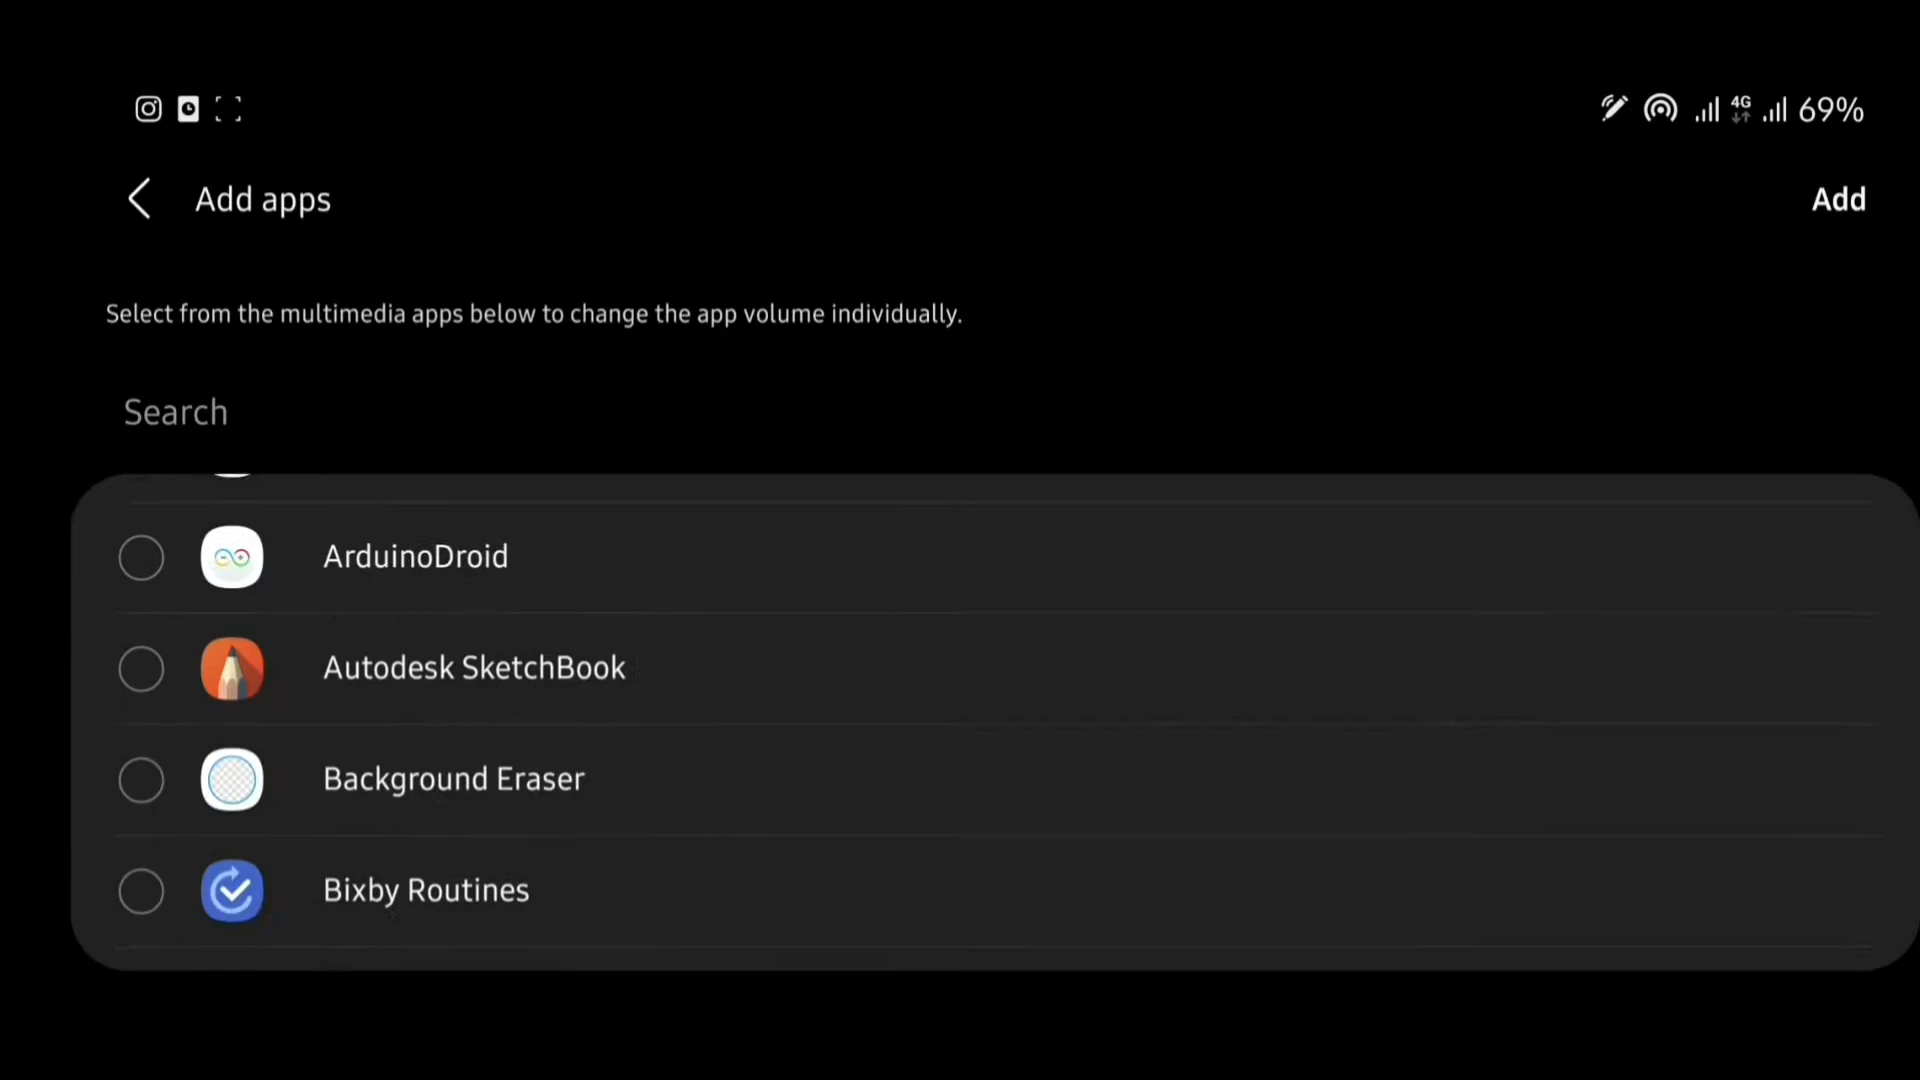 4G
69%
Add apps
Add
Select from the multimedia apps below to change the app volume individually.
Search
ArduinoDroid
Autodesk SketchBook
Background Eraser
Bixby Routines